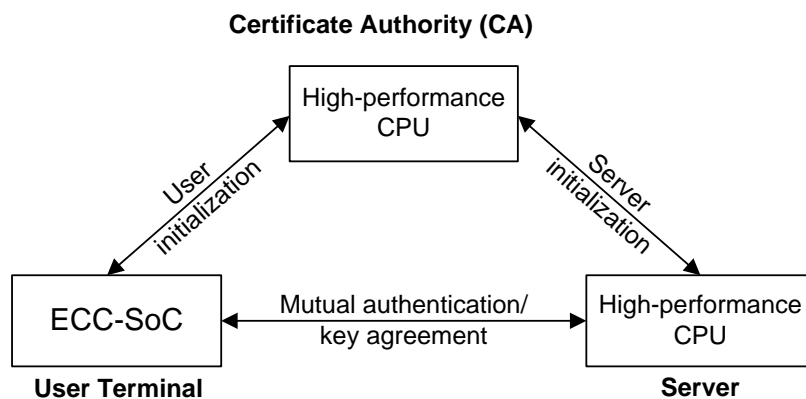 Certificate Authority (CA)
High-performance
CPU
User
initialization
Server
initialization
ECC-SoC
Mutual authentication/
key agreement
High-performance
CPU
User Terminal
Server